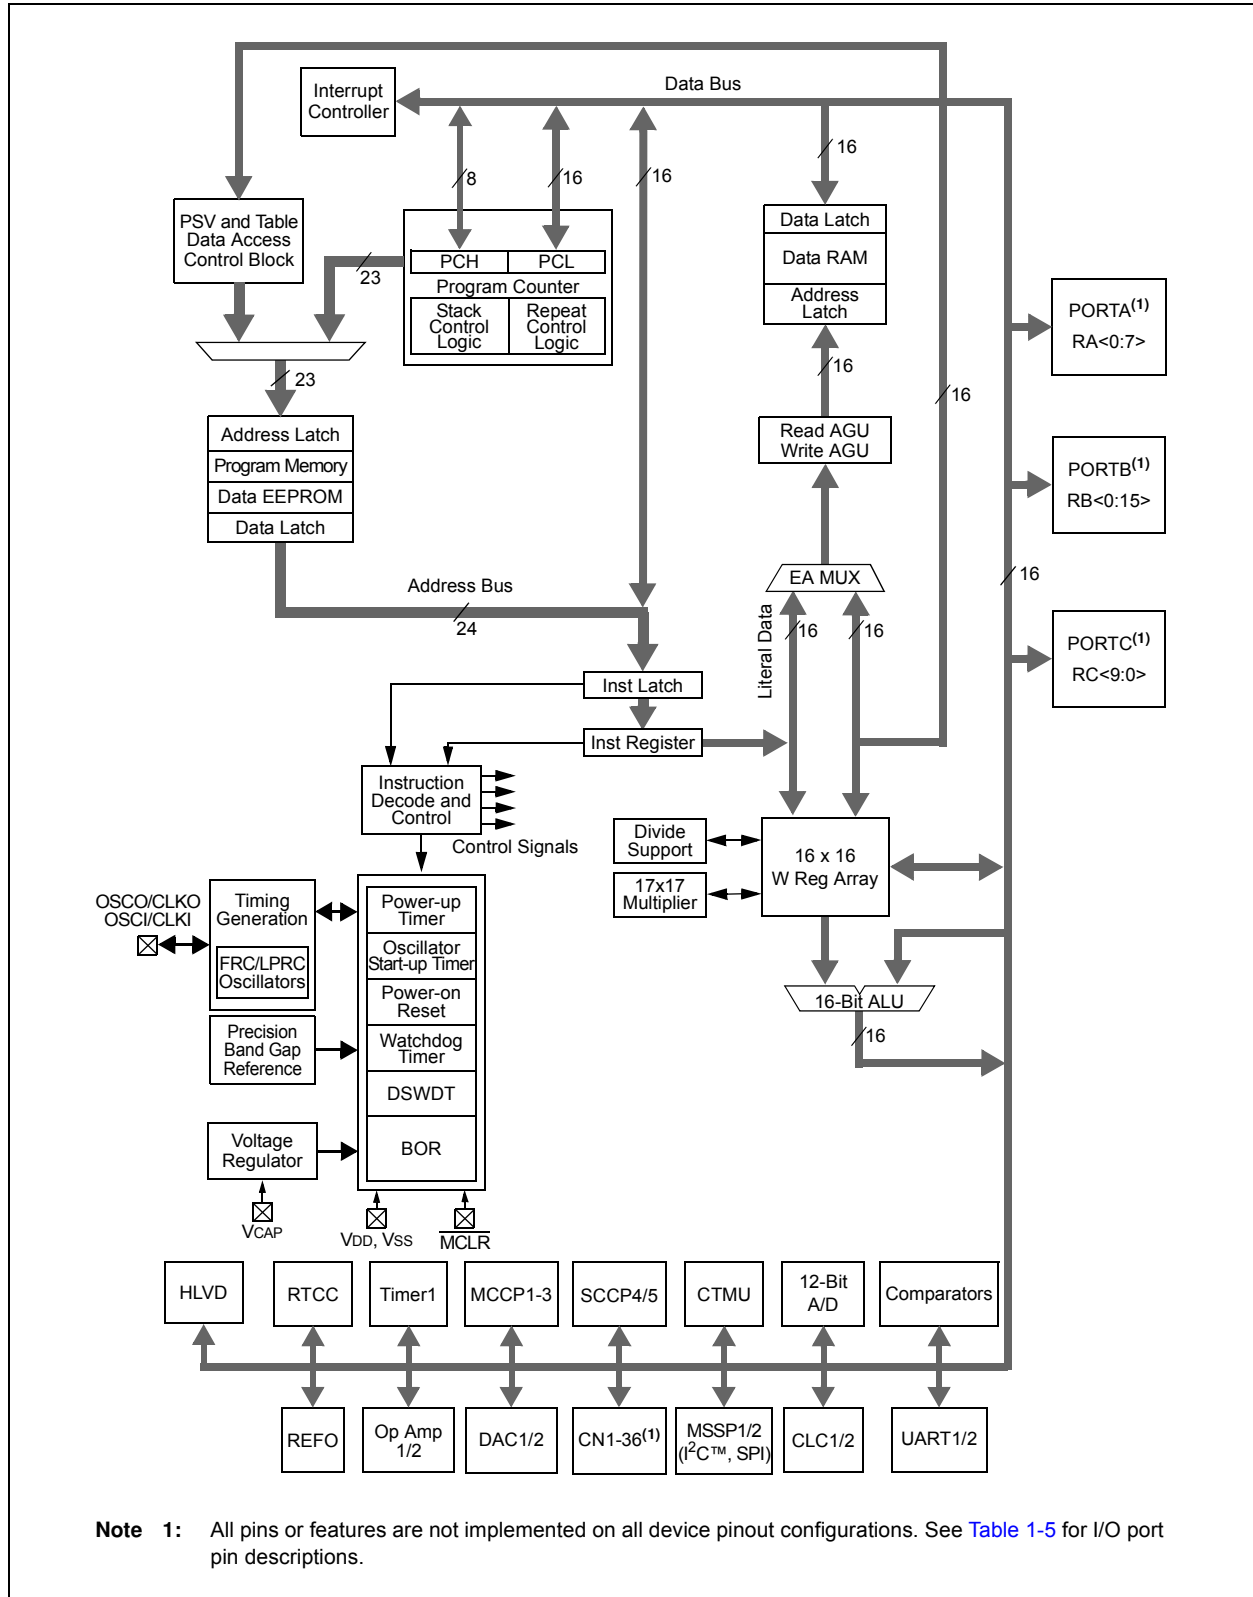 Data Bus
Interrupt
Controller
16
8
16
16
PSV and Table
Data Access
Control Block
Data Latch
Data RAM
Address
Latch
23
PCH
PCL
Program Counter
Stack
Control
Logic
Repeat
Control
Logic
PORTA(1)
RA<0:7>
23
16
16
Address Latch
Program Memory
Data EEPROM
Data Latch
Read AGU
Write AGU
PORTB(1)
RB<0:15>
EA MUX
16
Address Bus
24
Literal Data
16
16
PORTC(1)
RC<9:0>
Inst Latch
Inst Register
Instruction
Decode and
Control
Control Signals
Divide
Support
16 x 16
W Reg Array
17x17
Multiplier
OSCO/CLKO
OSCI/CLKI
Timing
Generation
FRC/LPRC
Oscillators
Power-up
Timer
Oscillator
Start-up Timer
Power-on
Reset
Watchdog
Timer
DSWDT
BOR
16-Bit ALU
16
Precision
Band Gap
Reference
Voltage
Regulator
VCAP
VDD, VSS
MCLR
HLVD
RTCC
Timer1
MCCP1-3
SCCP4/5
CTMU
12-Bit
A/D
Comparators
REFO
Op Amp
1/2
DAC1/2
CN1-36(1)
MSSP1/2
(I2C™, SPI)
CLC1/2
UART1/2
Note 1: All pins or features are not implemented on all device pinout configurations. See Table 1-5 for I/O port
pin descriptions.